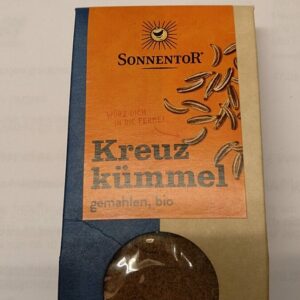 SONNENTOR
WÜRZ DICH
IN DIE FERNE!
Kreuz
kümmel
gemahlen, bio